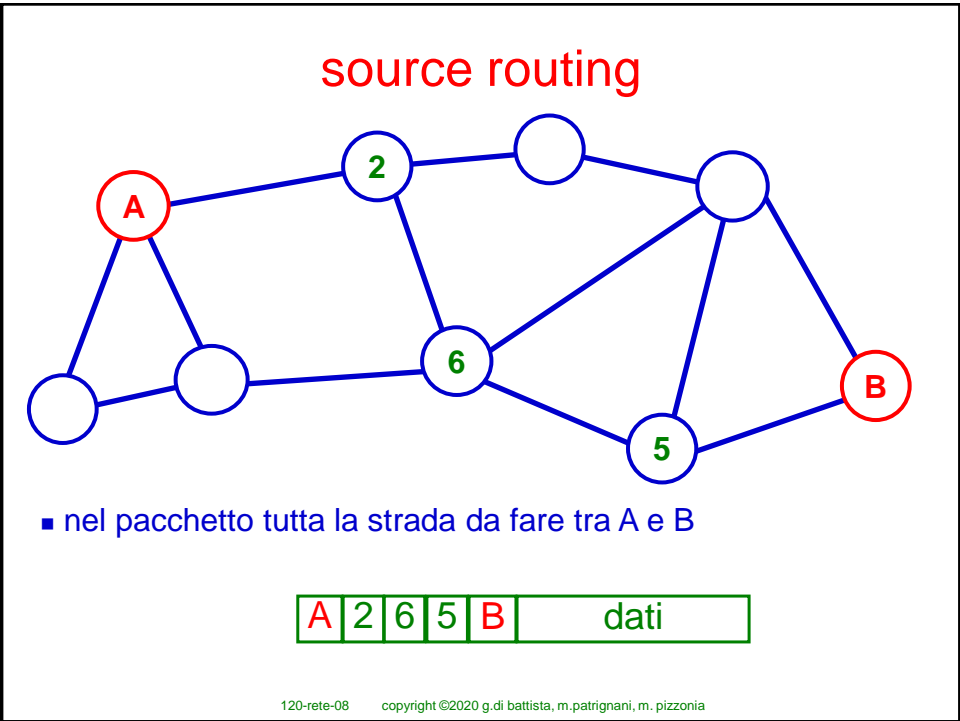 source routing
2
A
6
B
5
nel pacchetto tutta la strada da fare tra A e B
A 2 6 5 B dati
120-rete-08 copyright ©2020 g.di battista, m.patrignani, m. pizzonia